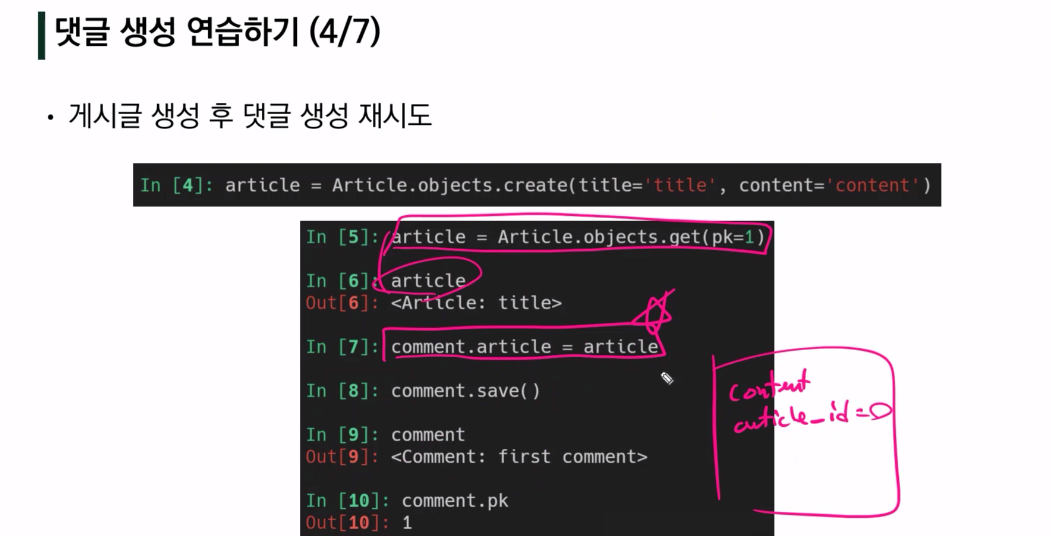 댓글 생성 연습하기 (4/7)
• 게시글 생성 후 댓글 생성 재시도
In [4]: article = Article.objects.create(title='title', content='content')
In [5]: article = Article.objects.get(pk=1)
In [6]: article
Out[6]: <Article: title>
In [7]: comment.article = article
In [8]: comment.save()
content
article_id=0
In [9]: comment
Out[9]: <Comment: first comment>
In [10]: comment.pk
Out[10]: 1